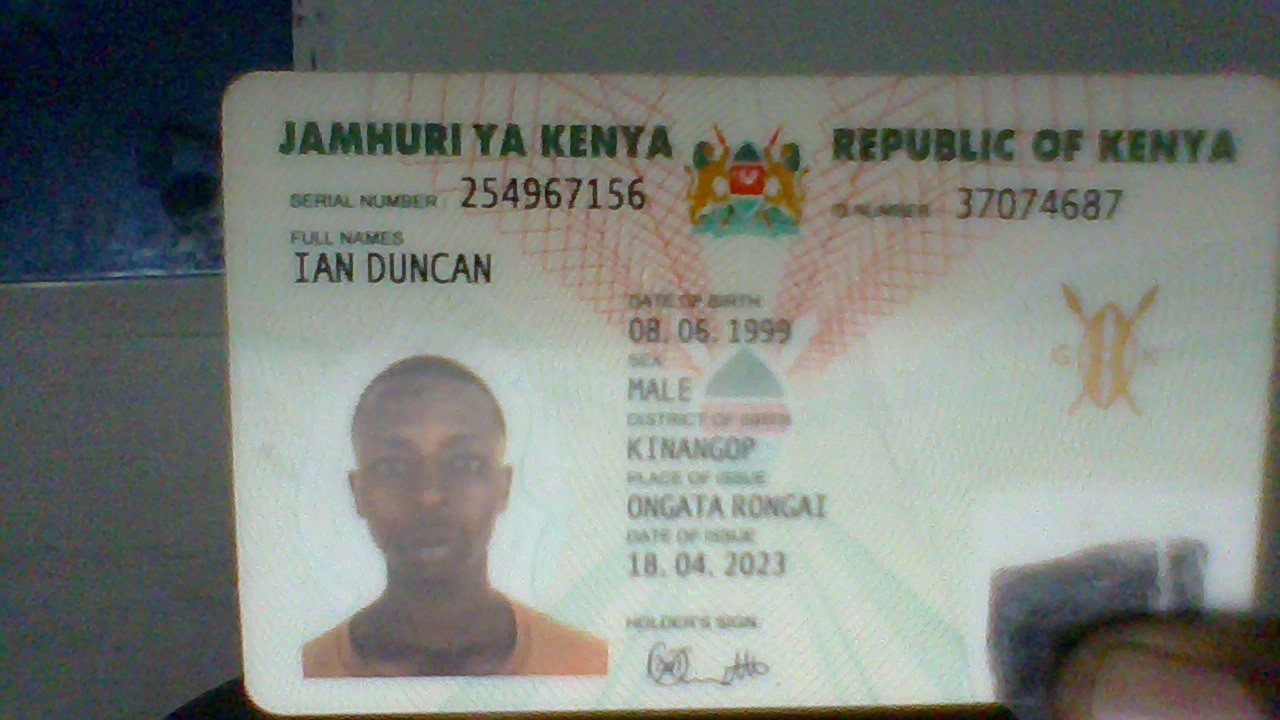 JAMHURI YA KENYA REPUBLIC OF KENYA
SERIAL NUMBER : 254967156 ID NUMBER 37074687
FULL NAMES
IAN DUNCAN
DATE OF BIRTH
08. 06. 1999
SEX
MALE
DISTRICT OF BIRTH
KINANGOP
PLACE OF ISSUE
ONGATA RONGAI
DATE OF ISSUE
18. 04. 2023
HOLDER'S SIGN.
G K